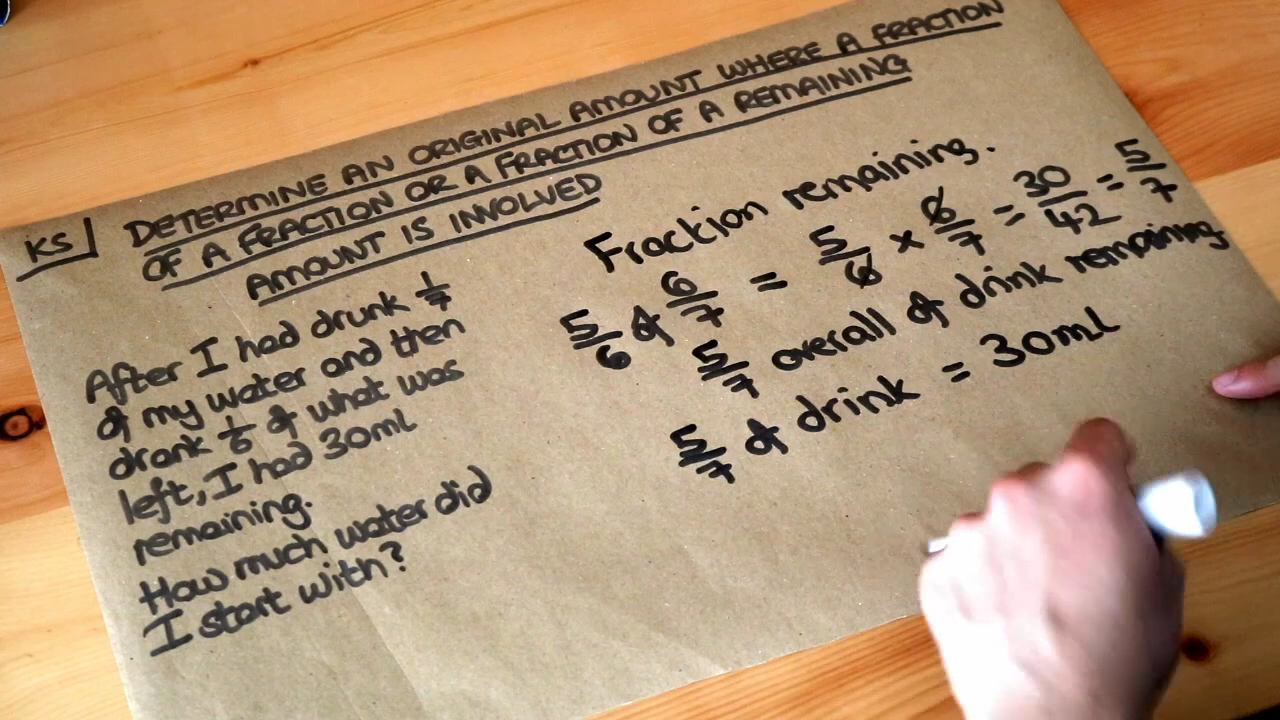 DETERMINE AN ORIGINAL AMOUNT WHERE A FRACTION
OF A FRACTION OR A FRACTION OF A REMAINING
AMOUNT IS INVOLVED
KS
After I had drunk 1/7
of my water and then
drank 1/6 of what was
left, I had 30ml
remaining.
How much water did
I start with?
Fraction remaining.
5/6 of 6/7 = 5/6 × 6/7 = 30/42 = 5/7
5/7 overall of drink remaining
5/7 of drink = 30ml